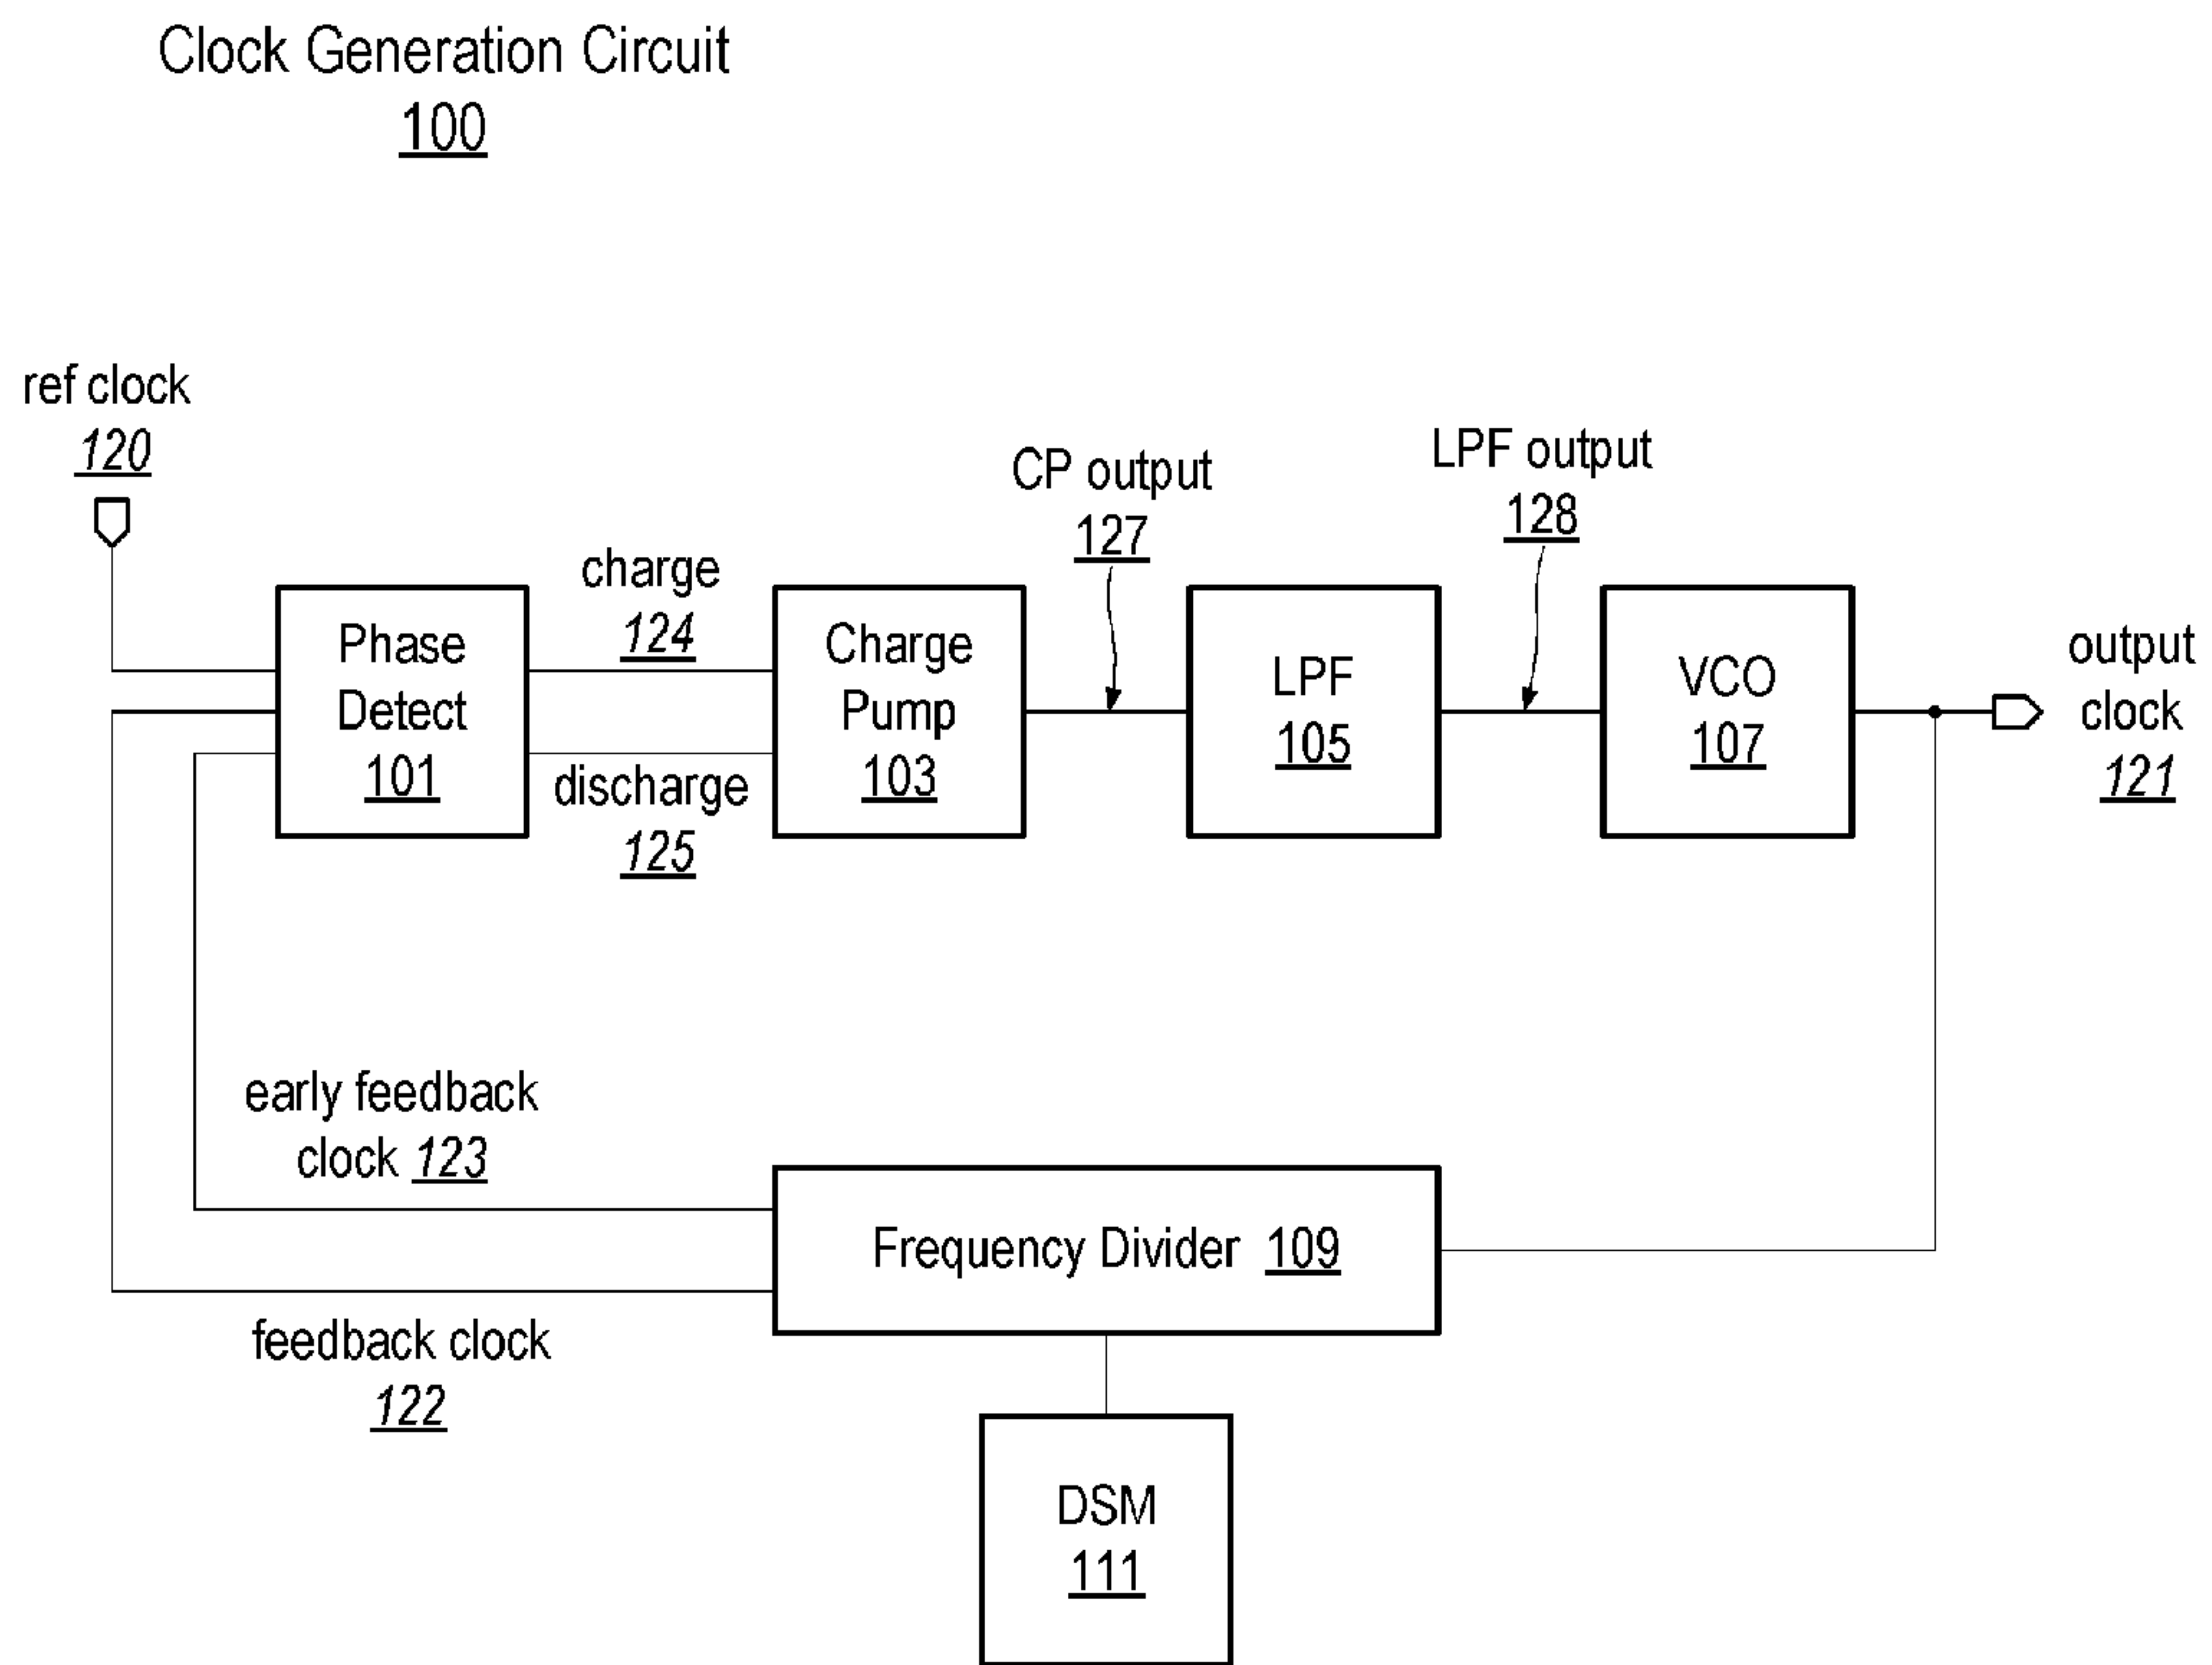 Clock Generation Circuit
100
ref clock
120
CP output
127
LPF output
128
charge
124
Phase
Detect
101
Charge
Pump
103
LPF
105
VCO
107
output
clock
121
discharge
125
early feedback
clock 123
Frequency Divider 109
feedback clock
122
DSM
111